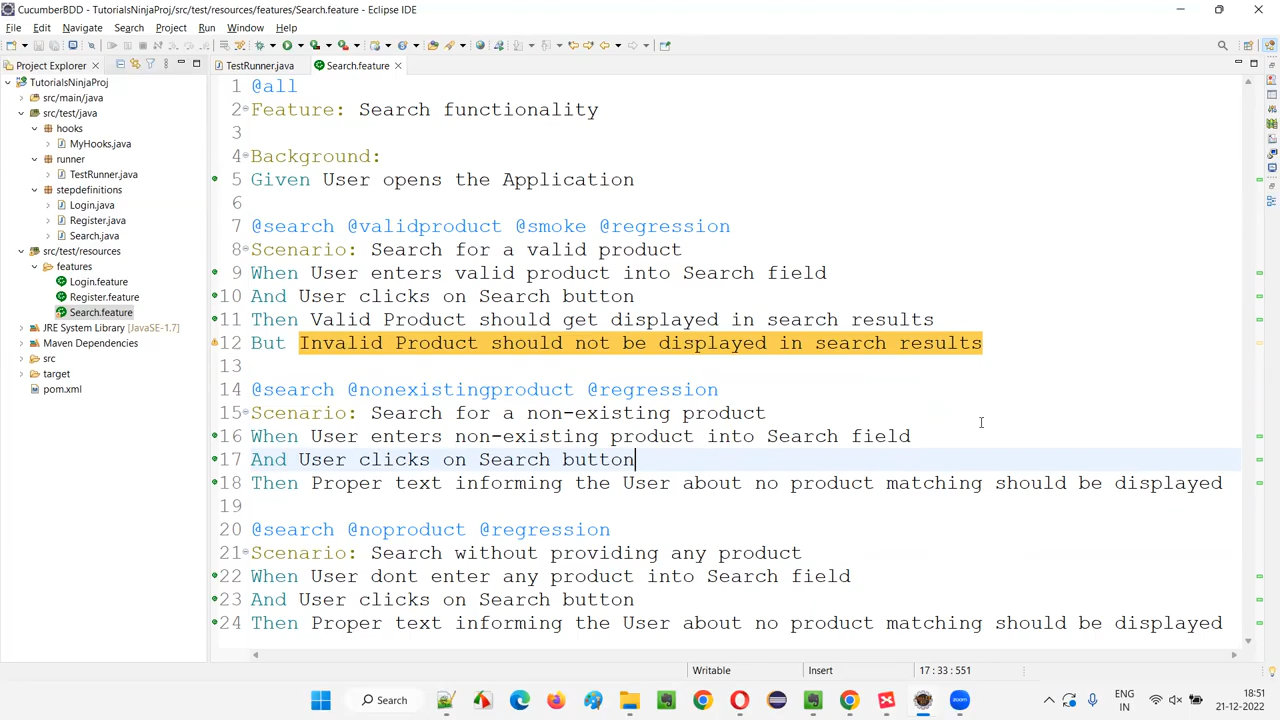 CucumberBDD - TutorialsNinjaProj/src/test/resources/features/Search.feature - Eclipse IDE
File Edit Navigate Search Project Run Window Help
Project Explorer
TestRunner.java
Search.feature
TutorialsNinjaProj
src/main/java
src/test/java
hooks
MyHooks.java
runner
TestRunner.java
stepdefinitions
Login.java
Register.java
Search.java
src/test/resources
features
Login.feature
Register.feature
Search.feature
JRE System Library [JavaSE-1.7]
Maven Dependencies
src
target
pom.xml
1 @all
2 Feature: Search functionality
3
4 Background:
5 Given User opens the Application
6
7 @search @validproduct @smoke @regression
8 Scenario: Search for a valid product
9 When User enters valid product into Search field
10 And User clicks on Search button
11 Then Valid Product should get displayed in search results
12 But Invalid Product should not be displayed in search results
13
14 @search @nonexistingproduct @regression
15 Scenario: Search for a non-existing product
16 When User enters non-existing product into Search field
17 And User clicks on Search button
18 Then Proper text informing the User about no product matching should be displayed
19
20 @search @noproduct @regression
21 Scenario: Search without providing any product
22 When User dont enter any product into Search field
23 And User clicks on Search button
24 Then Proper text informing the User about no product matching should be displayed
Writable Insert 17 : 33 : 551
Search
ENG
IN
18:51
21-12-2022
zoom